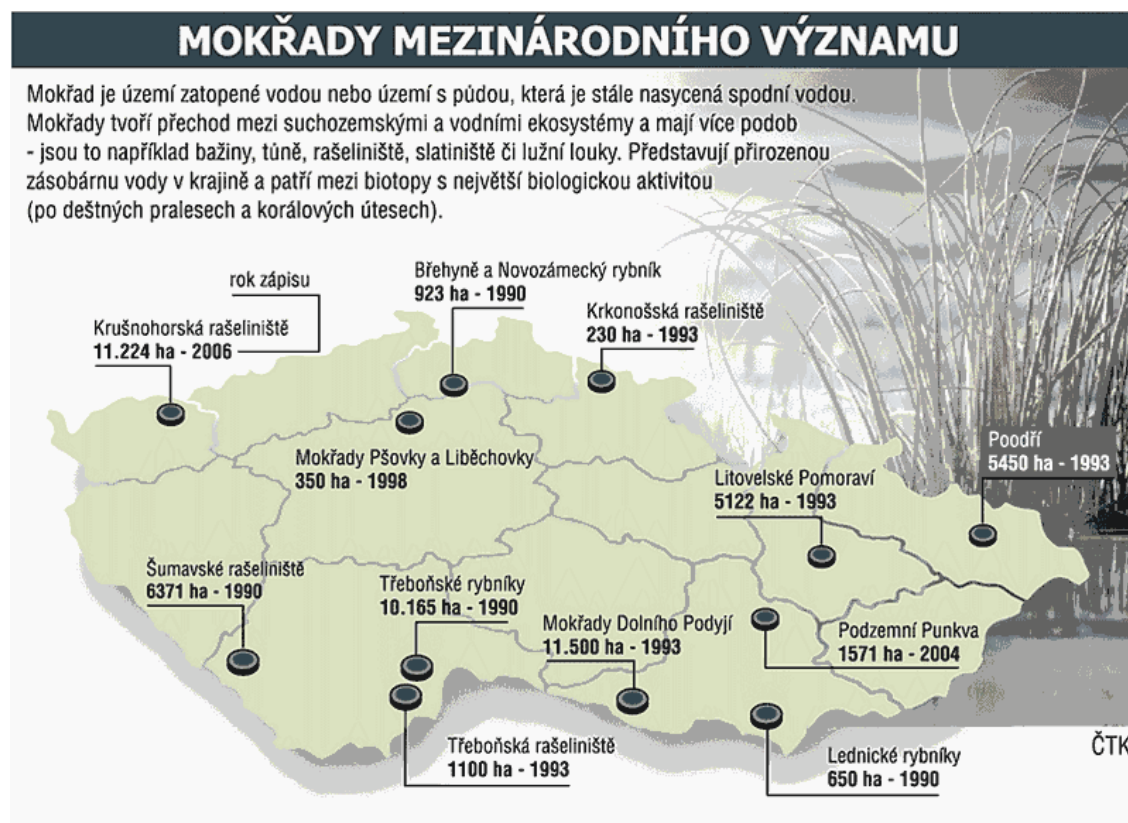 MOKŘADY MEZINÁRODNÍHO VÝZNAMU
Mokřad je území zatopené vodou nebo území s půdou, která je stále nasycená spodní vodou.
Mokřady tvoří přechod mezi suchozemskými a vodními ekosystémy a mají více podob
- jsou to například bažiny, tůně, rašeliniště, slatiniště či lužní louky. Představují přirozenou
zásobárnu vody v krajině a patří mezi biotopy s největší biologickou aktivitou
(po deštných pralesech a korálových útesech).
rok zápisu
Břehyně a Novozámecký rybník
923 ha - 1990
Krušnohorská rašeliniště
11.224 ha - 2006
Krkonošská rašeliniště
230 ha - 1993
Mokřady Pšovky a Liběchovky
350 ha - 1998
Poodří
5450 ha - 1993
Litovelské Pomoraví
5122 ha - 1993
Šumavské rašeliniště
6371 ha - 1990
Třeboňské rybníky
10.165 ha - 1990
Mokřady Dolního Podyjí
11.500 ha - 1993
Podzemní Punkva
1571 ha - 2004
Třeboňská rašeliniště
1100 ha - 1993
Lednické rybníky
650 ha - 1990
ČTK